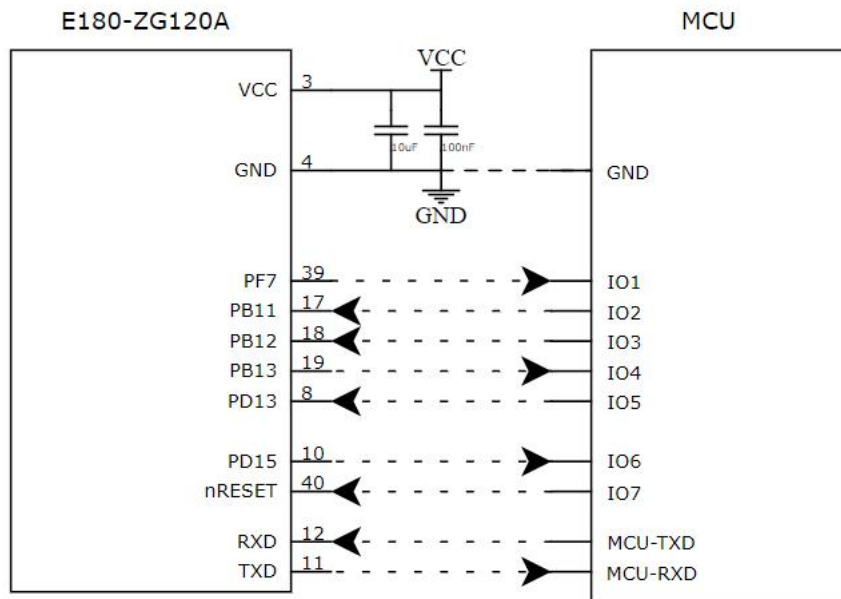 E180-ZG120A MCU
VCC
VCC 3
10uF 100nF
GND 4 GND
GND
PF7 39 IO1
PB11 17 IO2
PB12 18 IO3
PB13 19 IO4
PD13 8 IO5
PD15 10 IO6
nRESET 40 IO7
RXD 12 MCU-TXD
TXD 11 MCU-RXD